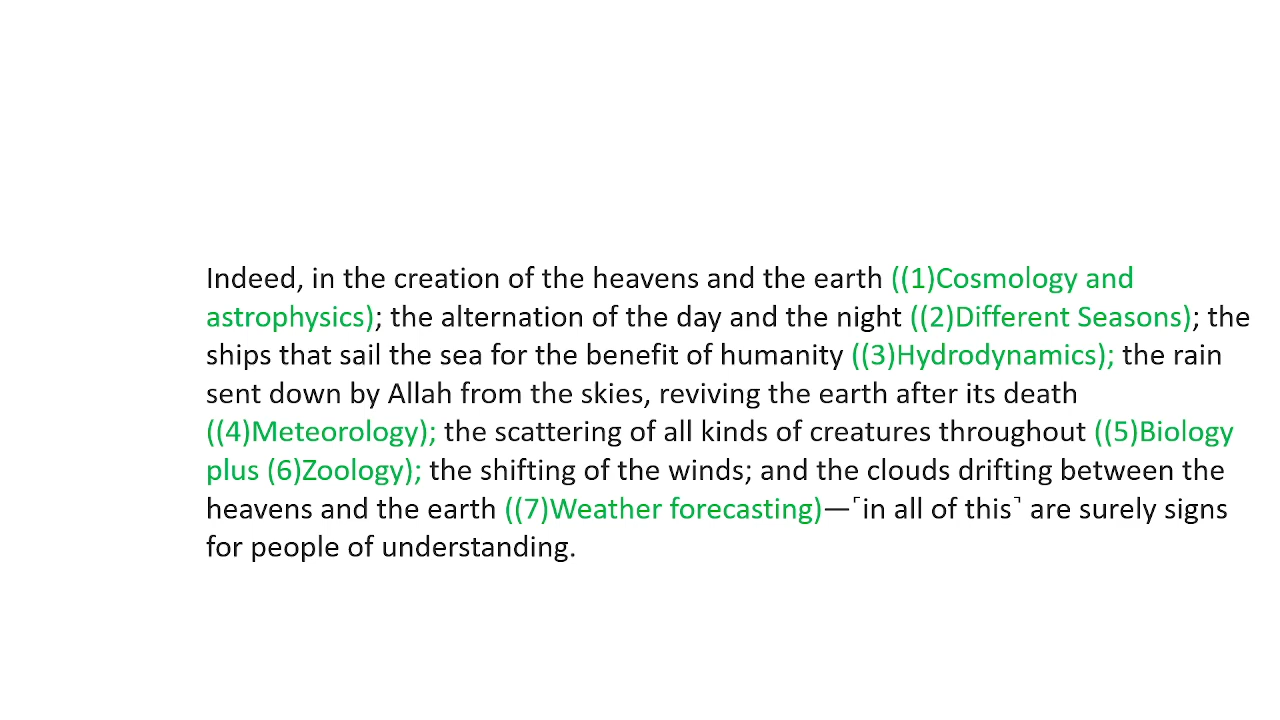 Indeed, in the creation of the heavens and the earth ((1)Cosmology and
astrophysics); the alternation of the day and the night ((2)Different Seasons); the
ships that sail the sea for the benefit of humanity ((3)Hydrodynamics); the rain
sent down by Allah from the skies, reviving the earth after its death
((4)Meteorology); the scattering of all kinds of creatures throughout ((5)Biology
plus (6)Zoology); the shifting of the winds; and the clouds drifting between the
heavens and the earth ((7)Weather forecasting)—˹in all of this˺ are surely signs
for people of understanding.